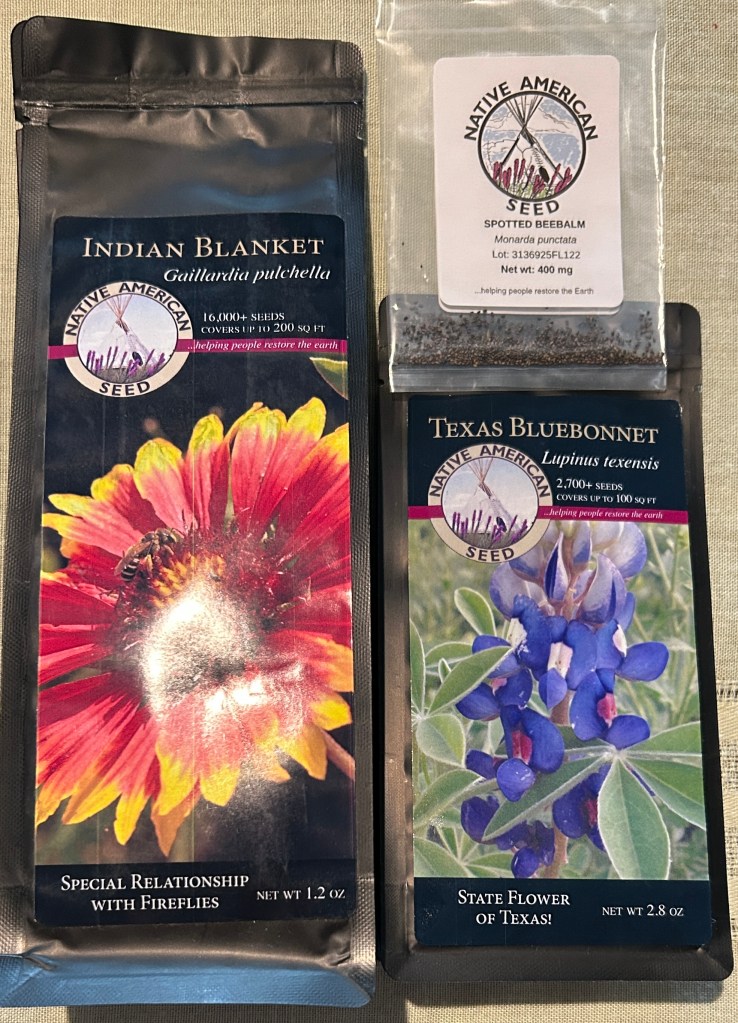 INDIAN BLANKET
Gaillardia pulchella
16,000+ SEEDS
COVERS UP TO 200 SQ FT
...helping people restore the earth
NATIVE AMERICAN
SEED
SPECIAL RELATIONSHIP
WITH FIREFLIES
NET WT 1.2 OZ
NATIVE AMERICAN
SEED
SPOTTED BEEBALM
Monarda punctata
Lot: 3136925FL122
Net wt: 400 mg
...helping people restore the Earth
TEXAS BLUEBONNET
Lupinus texensis
2,700+ SEEDS
COVERS UP TO 100 SQ FT
...helping people restore the earth
NATIVE AMERICAN
SEED
STATE FLOWER
OF TEXAS!
NET WT 2.8 OZ